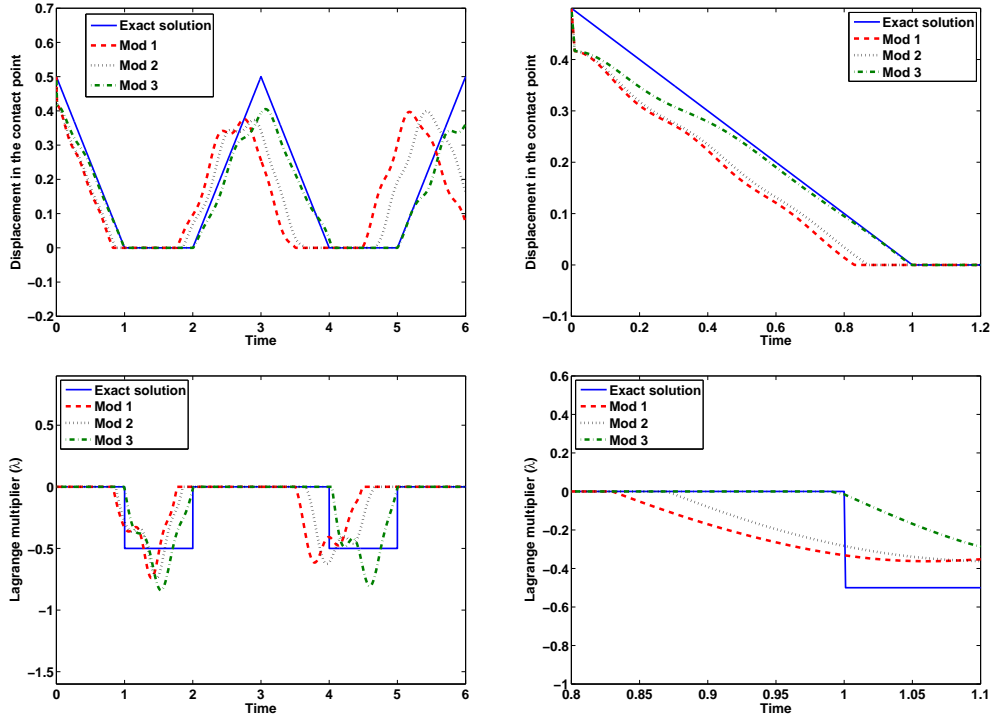 0.7
0.6
0.5
0.4
0.3
0.2
0.1
0
−0.1
−0.2
0 1 2 3 4 5 6
Displacement in the contact point
Time
Exact solution
Mod 1
Mod 2
Mod 3
0.4
0.3
0.2
0.1
0
−0.1
0 0.2 0.4 0.6 0.8 1 1.2
Displacement in the contact point
Time
Exact solution
Mod 1
Mod 2
Mod 3
0.5
0
−0.5
−1
−1.5
0 1 2 3 4 5 6
Lagrange multiplier (λ)
Time
Exact solution
Mod 1
Mod 2
Mod 3
0.6
0.4
0.2
0
−0.2
−0.4
−0.6
−0.8
−1
0.8 0.85 0.9 0.95 1 1.05 1.1
Lagrange multiplier (λ)
Time
Exact solution
Mod 1
Mod 2
Mod 3